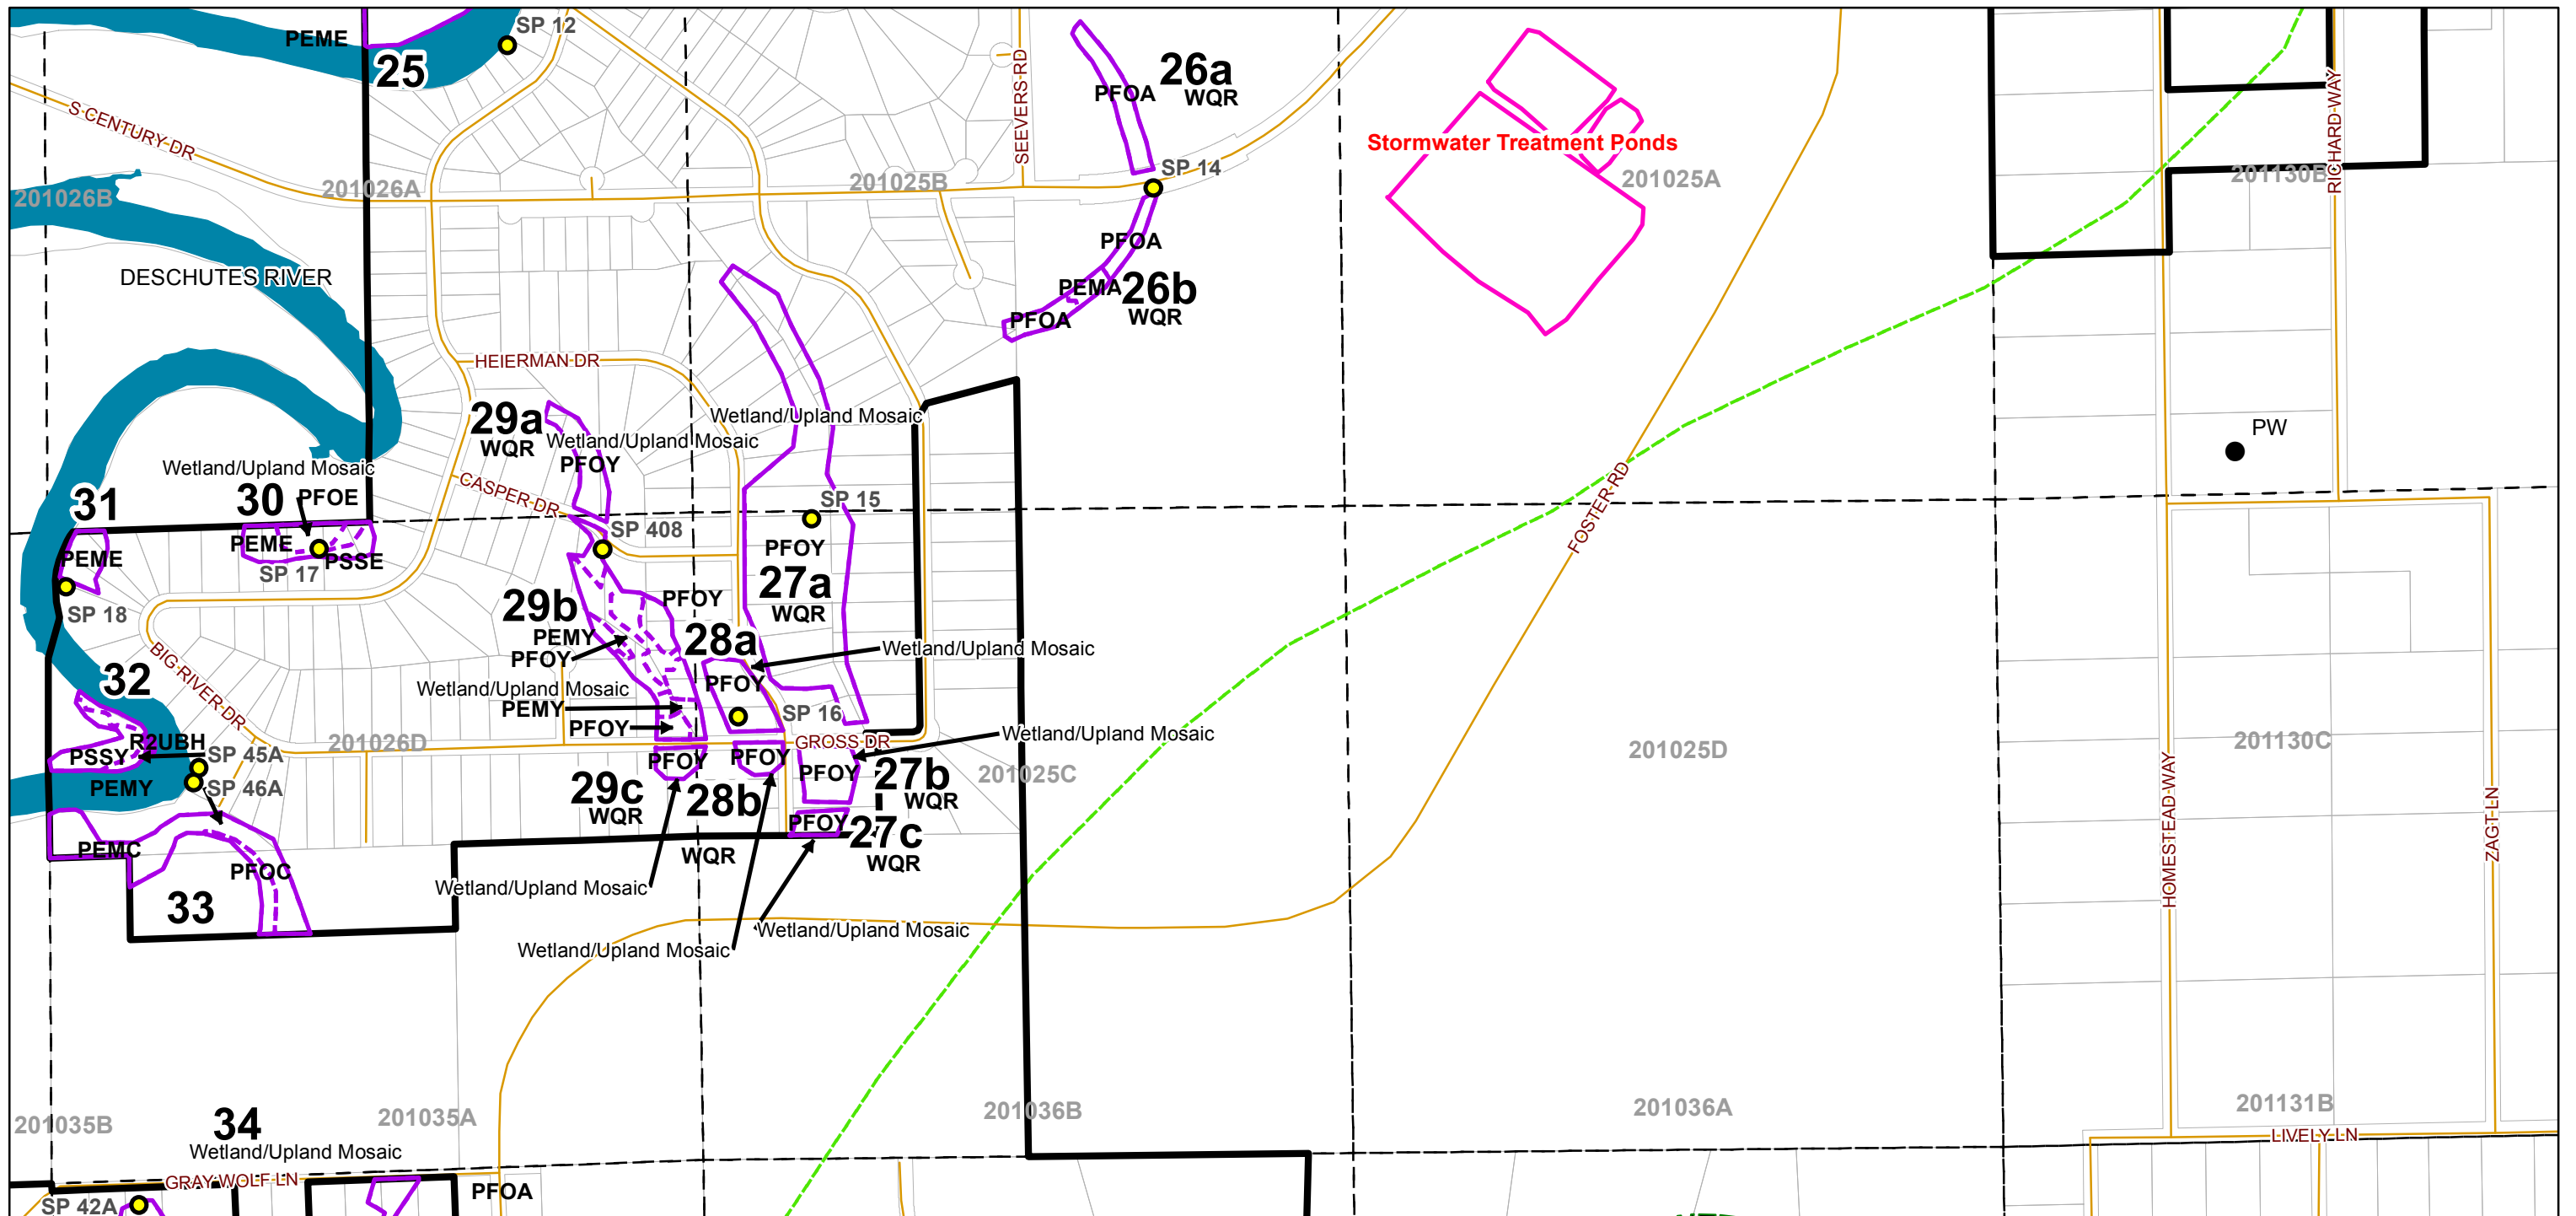 SP 12
PEME
25
26a
PFOA
WQR
SEEVERS RD
RICHARD WAY
S CENTURY DR
Stormwater Treatment Ponds
SP 14
201026B
201026A
201025B
201025A
201130B
DESCHUTES RIVER
PFOA
PEMA
26b
WQR
PFOA
HEIERMAN DR
29a
WQR
Wetland/Upland Mosaic
Wetland/Upland Mosaic
PFOY
PW
Wetland/Upland Mosaic
31
30
PFOE
CASPER DR
SP 15
FOSTER RD
SP 408
PEME
PEME
PSSE
SP 17
PFOY
27a
WQR
SP 18
29b
PFOY
PEMY
PFOY
28a
Wetland/Upland Mosaic
BIG RIVER DR
32
PFOY
Wetland/Upland Mosaic
PEMY
PFOY
SP 16
R2UBH
PSSY
SP 45A
201026D
GROSS DR
Wetland/Upland Mosaic
201025D
201130C
PEMY
SP 46A
PFOY
PFOY
PFOY
27b
WQR
201025C
29c
WQR
28b
WQR
PFOY
27c
WQR
HOMESTEAD WAY
ZAGT LN
PEMC
PFOC
33
Wetland/Upland Mosaic
Wetland/Upland Mosaic
Wetland/Upland Mosaic
201035B
34
201035A
201036B
201036A
201131B
Wetland/Upland Mosaic
LIVELY LN
GRAY WOLF LN
PFOA
SP 42A